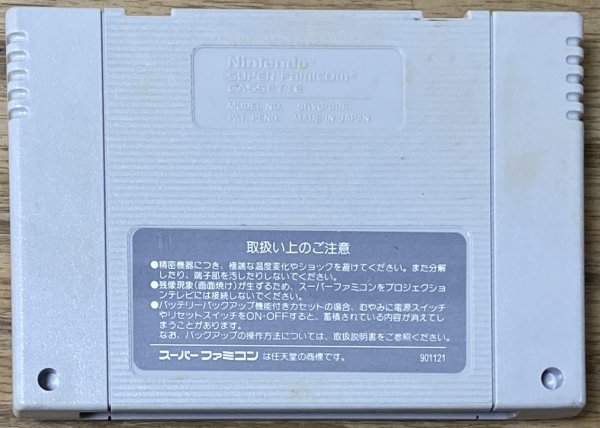 Nintendo®
SUPER FAMICOM™
CASSETTE
MODEL NO. SHVC-006
PAT. PEND. MADE IN JAPAN
取扱い上のご注意
●精密機器につき、極端な温度変化やショックを避けてください。また分解
したり、端子部を汚したりしないでください。
●残像現象(画面焼け)が生ずるため、スーパーファミコンをプロジェクショ
ンテレビには接続しないでください。
●バッテリーバックアップ機能付きカセットの場合、むやみに電源スイッチ
やリセットスイッチをON・OFFすると、蓄積されている内容が消えてし
まうことがあります。
なお、バックアップの操作方法については、取扱説明書をご参照ください。
スーパーファミコン は任天堂の商標です。
901121